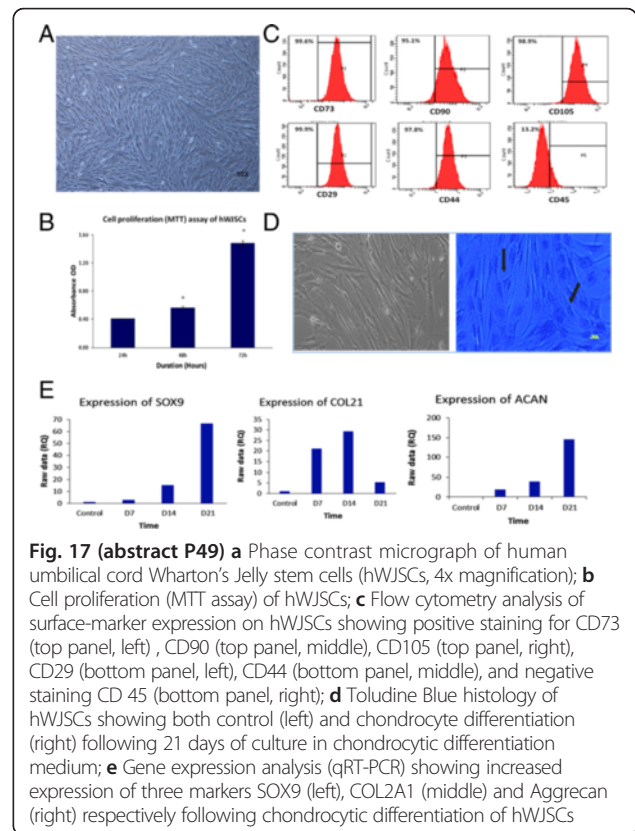 A
C
99.6%
95.1%
98.9%
CD73
CD90
CD105
99.9%
97.8%
13.2%
CD29
CD44
CD45
B
Cell proliferation (MTT) assay of hWJSCs
Absorbance OD
0.40
0.00
*
*
24h
48h
72h
Duration (Hours)
D
E
Expression of SOX9
Raw data (RQ)
70
60
50
40
30
20
10
0
Control D7 D14 D21
Time
Expression of COL21
Raw data (RQ)
35
30
25
20
15
10
5
0
Control D7 D14 D21
Time
Expression of ACAN
Raw data (RQ)
200
150
100
50
0
Control D7 D14 D21
Time
Fig. 17 (abstract P49) a Phase contrast micrograph of human
umbilical cord Wharton's Jelly stem cells (hWJSCs, 4x magnification); b
Cell proliferation (MTT assay) of hWJSCs; c Flow cytometry analysis of
surface-marker expression on hWJSCs showing positive staining for CD73
(top panel, left) , CD90 (top panel, middle), CD105 (top panel, right),
CD29 (bottom panel, left), CD44 (bottom panel, middle), and negative
staining CD 45 (bottom panel, right); d Toludine Blue histology of
hWJSCs showing both control (left) and chondrocyte differentiation
(right) following 21 days of culture in chondrocytic differentiation
medium; e Gene expression analysis (qRT-PCR) showing increased
expression of three markers SOX9 (left), COL2A1 (middle) and Aggrecan
(right) respectively following chondrocytic differentiation of hWJSCs